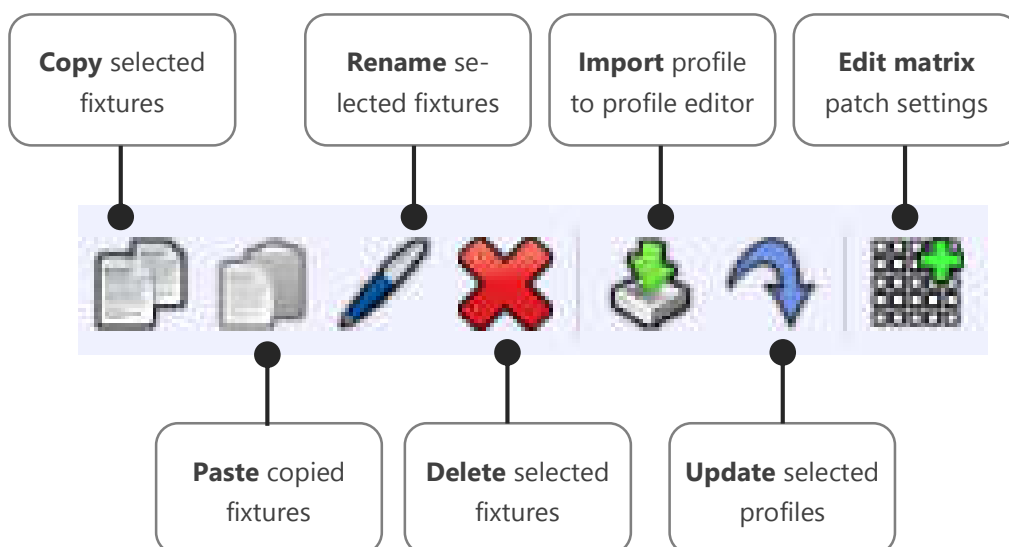 Copy selected
fixtures
Rename se-
lected fixtures
Import profile
to profile editor
Edit matrix
patch settings
Paste copied
fixtures
Delete selected
fixtures
Update selected
profiles